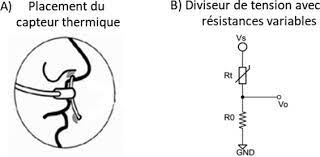 A) Placement du
capteur thermique
B) Diviseur de tension avec
résistances variables
Vs
Rt
Vo
R0
GND